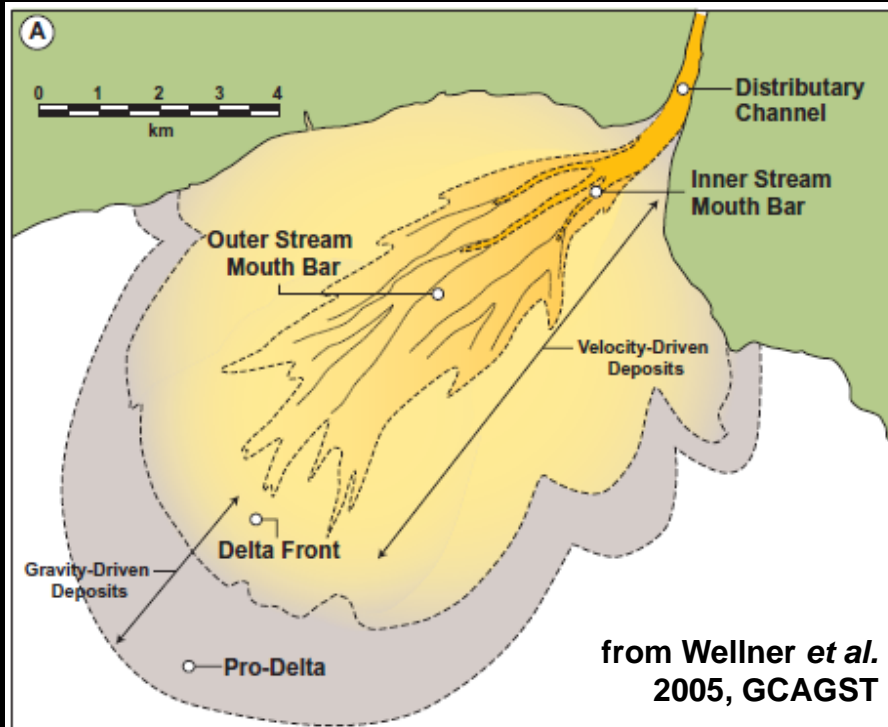 A
0 1 2 3 4
km
Distributary
Channel
Inner Stream
Mouth Bar
Outer Stream
Mouth Bar
Velocity-Driven
Deposits
Delta Front
Gravity-Driven
Deposits
Pro-Delta
from Wellner et al.
2005, GCAGST